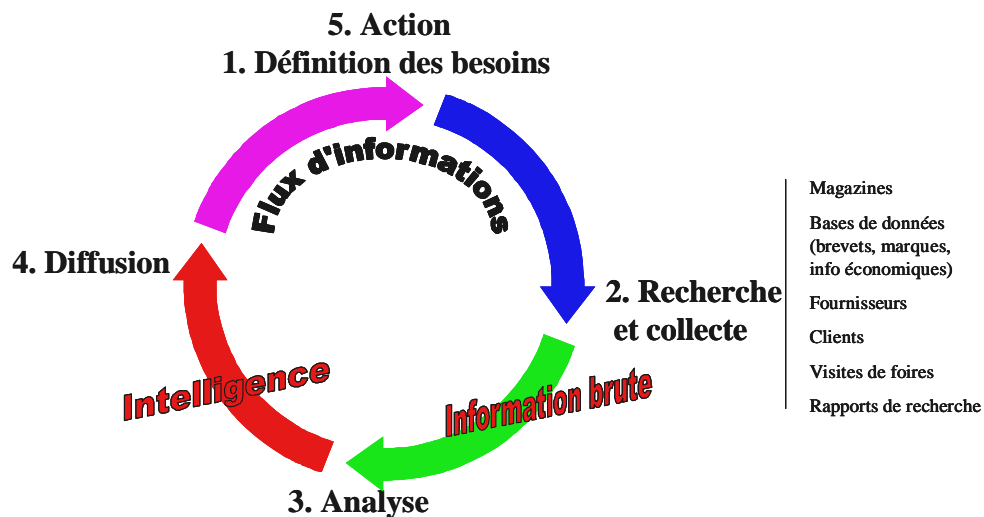 5. Action
1. Définition des besoins
Flux d'informations
4. Diffusion
2. Recherche
et collecte
Magazines
Bases de données
(brevets, marques,
info économiques)
Fournisseurs
Clients
Visites de foires
Rapports de recherche
Intelligence
Information brute
3. Analyse